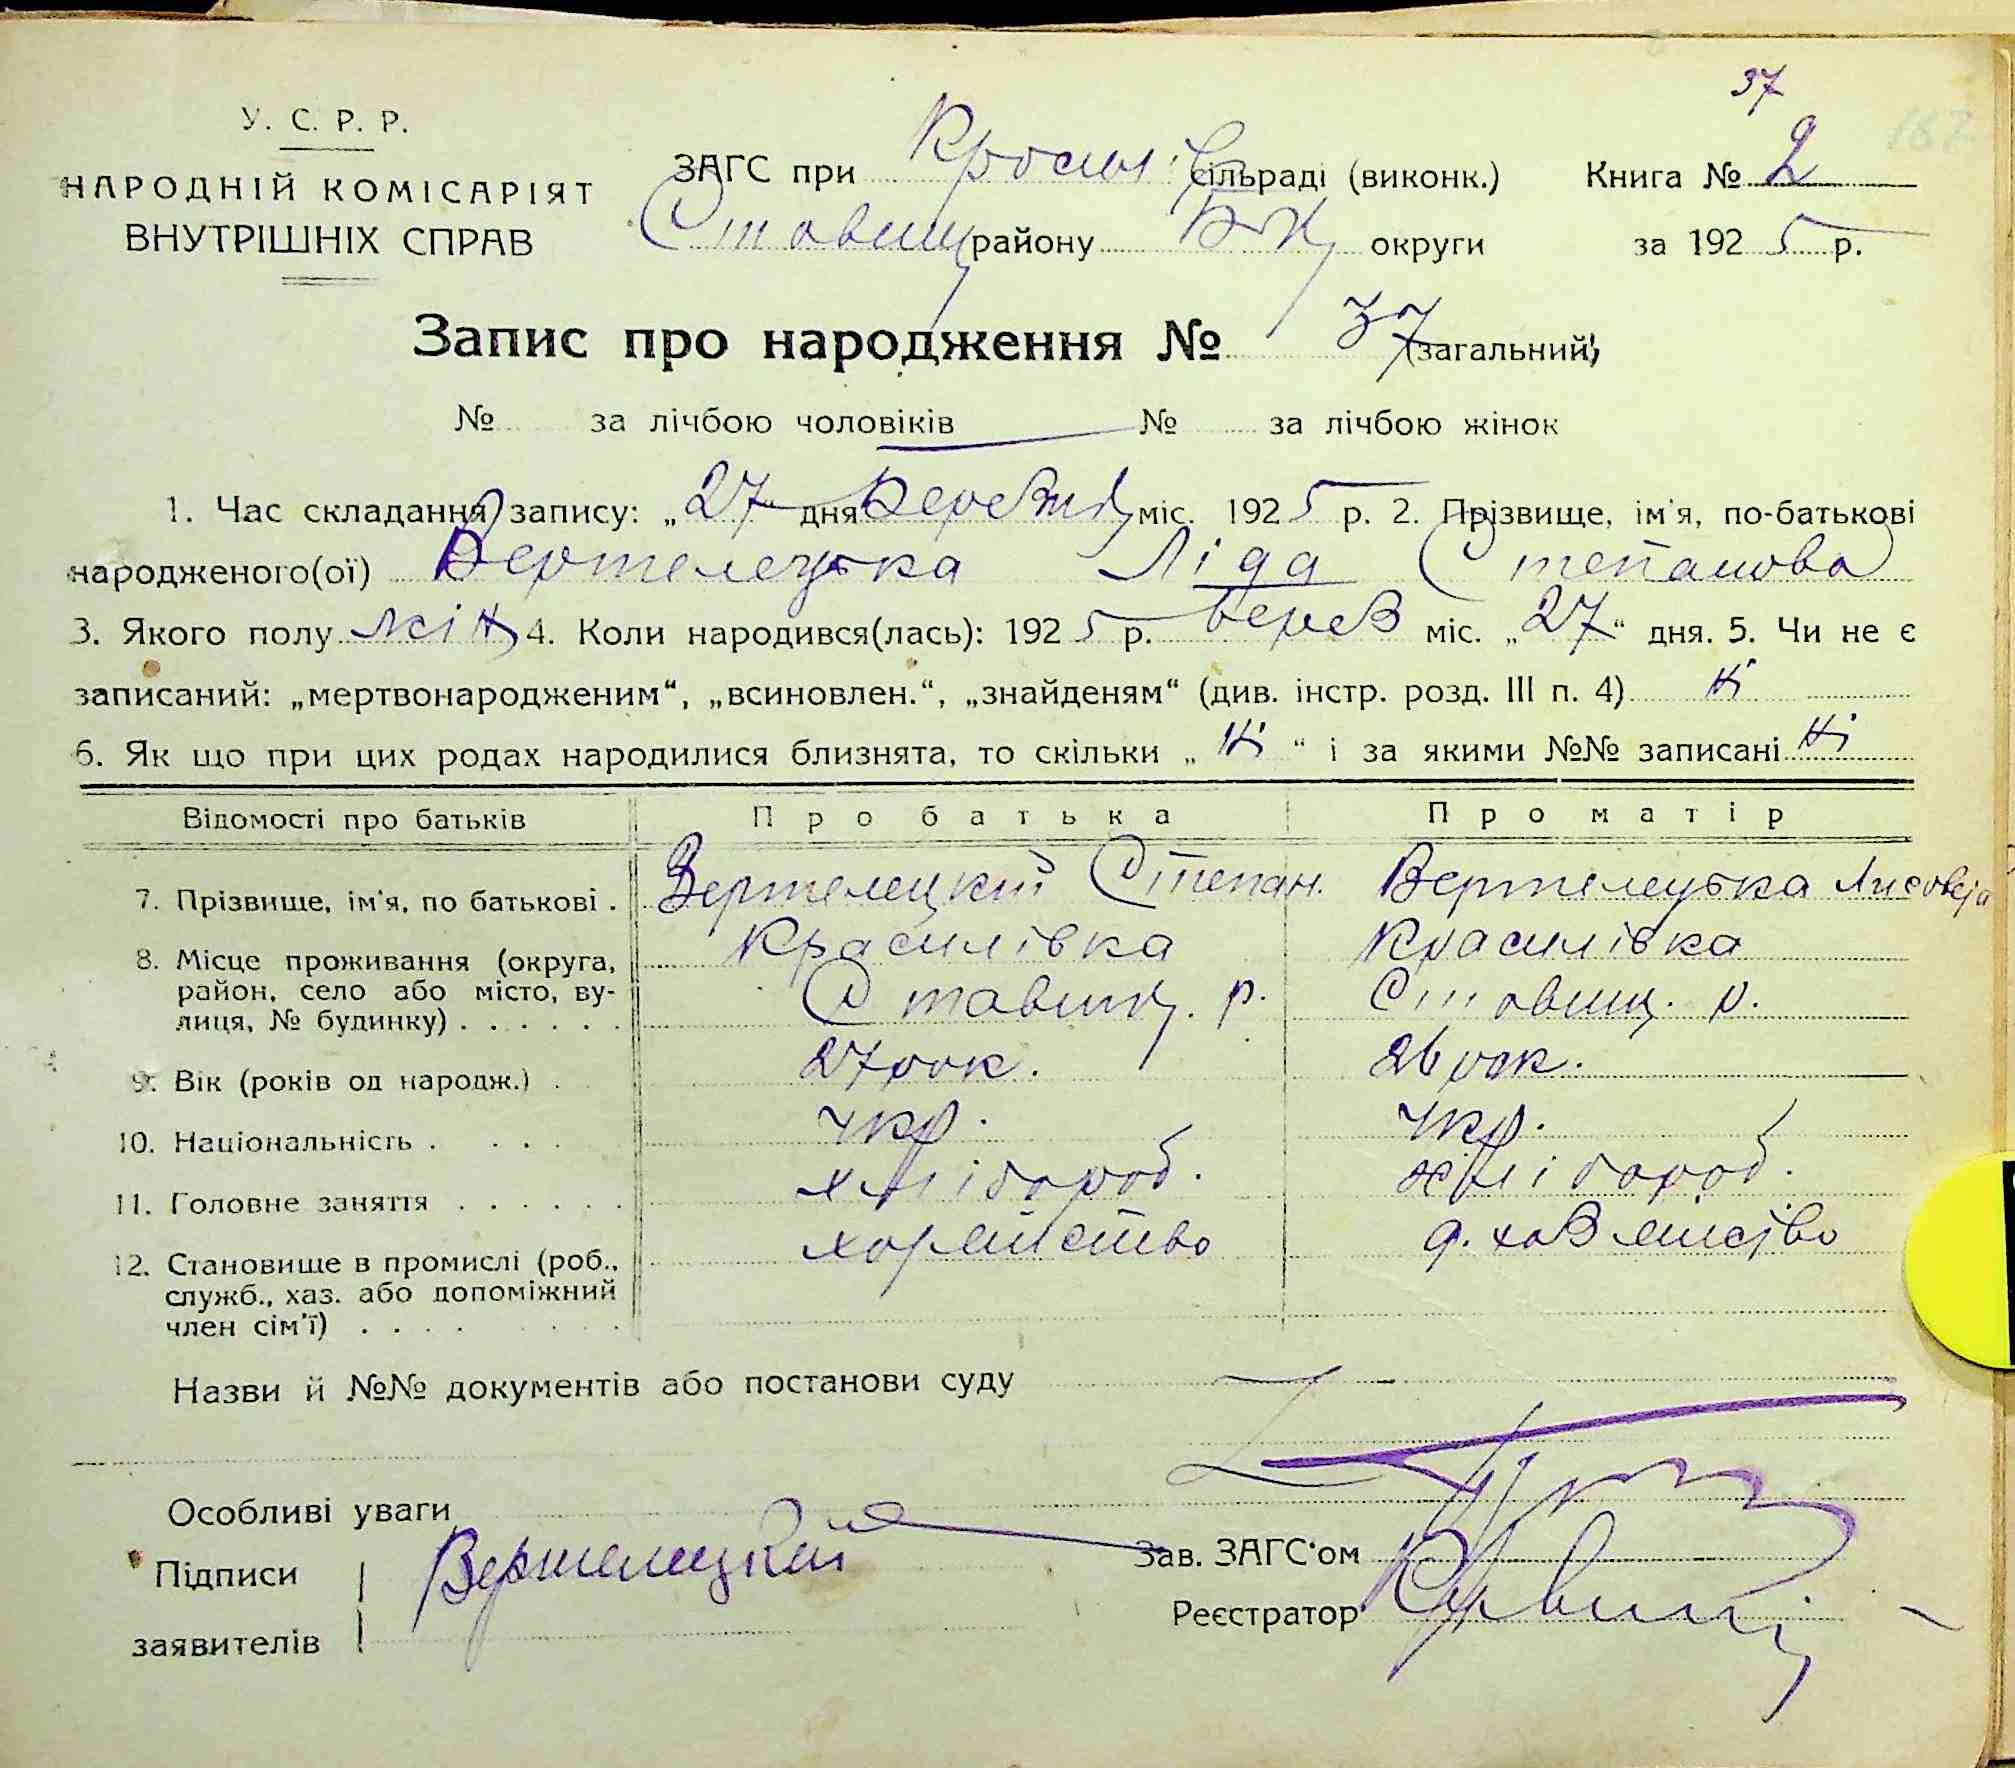 37
У. С. Р. Р.
НАРОДНІЙ КОМІСАРІЯТ
ВНУТРІШНІХ СПРАВ
ЗАГС при Красилів сільраді (виконк.) Книга № 2
Ставищ району Б-Ц округи за 1925 р.
Запис про народження № 37 (загальний)
№ за лічбою чоловіків № за лічбою жінок
1. Час складання запису: „27" дня Березня міс. 1925 р. 2. Прізвище, ім'я, по-батькові
народженого(ої) Вертелецька Ліда Степанова
3. Якого полу жін 4. Коли народився(лась): 1925 р. берез міс. „27" дня. 5. Чи не є
записаний: „мертвонародженим", „всиновлен.", „знайденям" (див. інстр. розд. III п. 4) ні
6. Як що при цих родах народилися близнята, то скільки „ні" і за якими №№ записані ні
Відомості про батьків Про батька Про матір
7. Прізвище, ім'я, по батькові . Вертелецкий Степан. Вертелецька
8. Місце проживання (округа, Красилівка Красилівка
район, село або місто, ву- Ставищ. р. Ставищ. р.
лиця, № будинку) . . . . . .
9. Вік (років од народж.) . 27 рок. 26 рок.
10. Національність . . . . укр. укр.
11. Головне заняття . . . . . . хлібороб. хлібороб.
12. Становище в промислі (роб., д. хазяйство
служб., хаз. або допоміжний
член сім'ї) . . . .
Назви й №№ документів або постанови суду
Особливі уваги
Підписи Вертелецкий Зав. ЗАГС'ом
заявителів Реєстратор